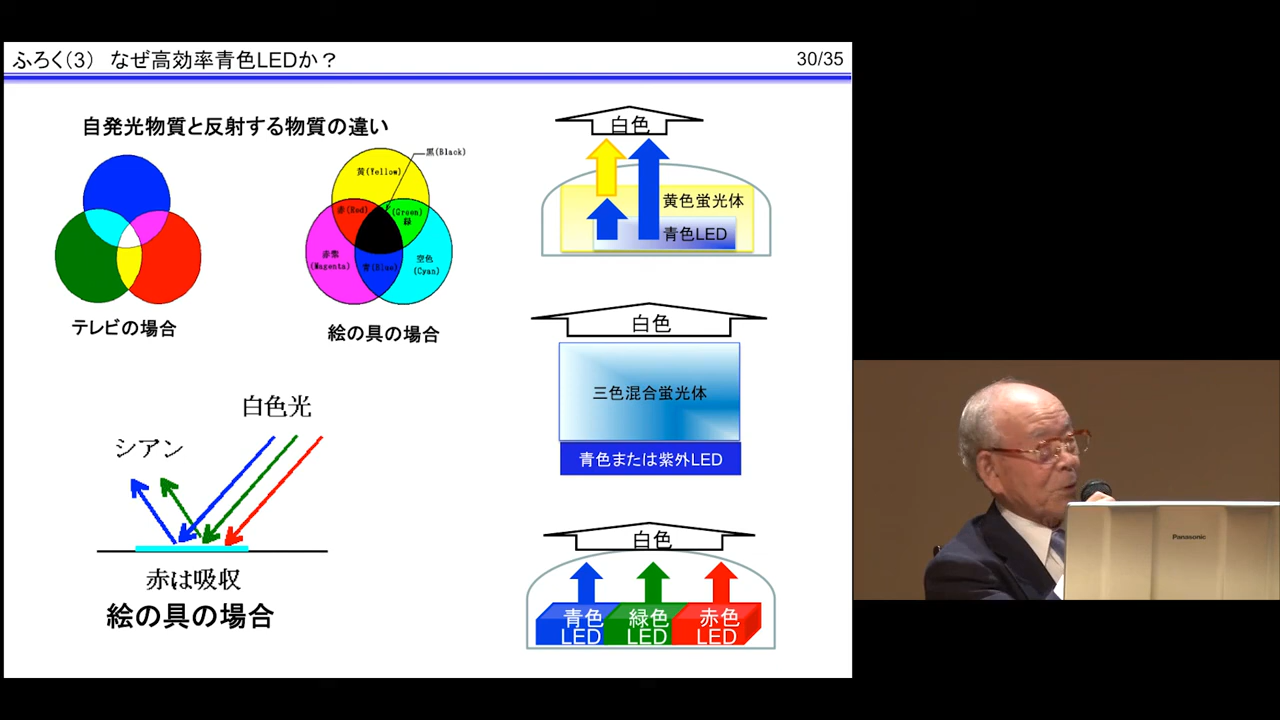 ふろく(3) なぜ高効率青色LEDか?
30/35
自発光物質と反射する物質の違い
黒(Black)
黄(Yellow)
赤(Red)
(Green)
緑
赤紫
(Magenta)
青(Blue)
空色
(Cyan)
テレビの場合
絵の具の場合
白色光
シアン
赤は吸収
絵の具の場合
白色
黄色蛍光体
青色LED
白色
三色混合蛍光体
青色または紫外LED
白色
青色
LED
緑色
LED
赤色
LED
Panasonic